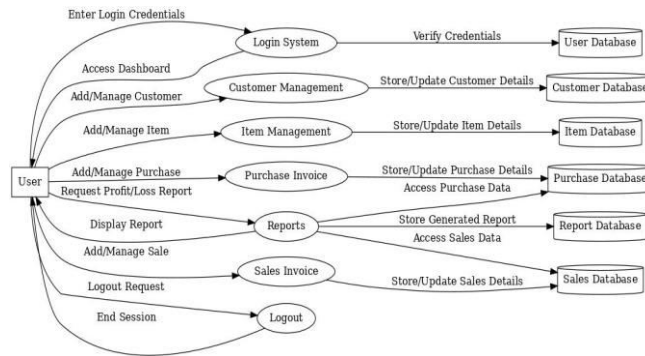 Enter Login Credentials
Login System
Verify Credentials
User Database
Access Dashboard
Customer Management
Store/Update Customer Details
Customer Database
Add/Manage Customer
Add/Manage Item
Item Management
Store/Update Item Details
Item Database
User
Add/Manage Purchase
Purchase Invoice
Store/Update Purchase Details
Purchase Database
Request Profit/Loss Report
Access Purchase Data
Display Report
Reports
Store Generated Report
Report Database
Access Sales Data
Add/Manage Sale
Sales Invoice
Store/Update Sales Details
Sales Database
Logout Request
Logout
End Session